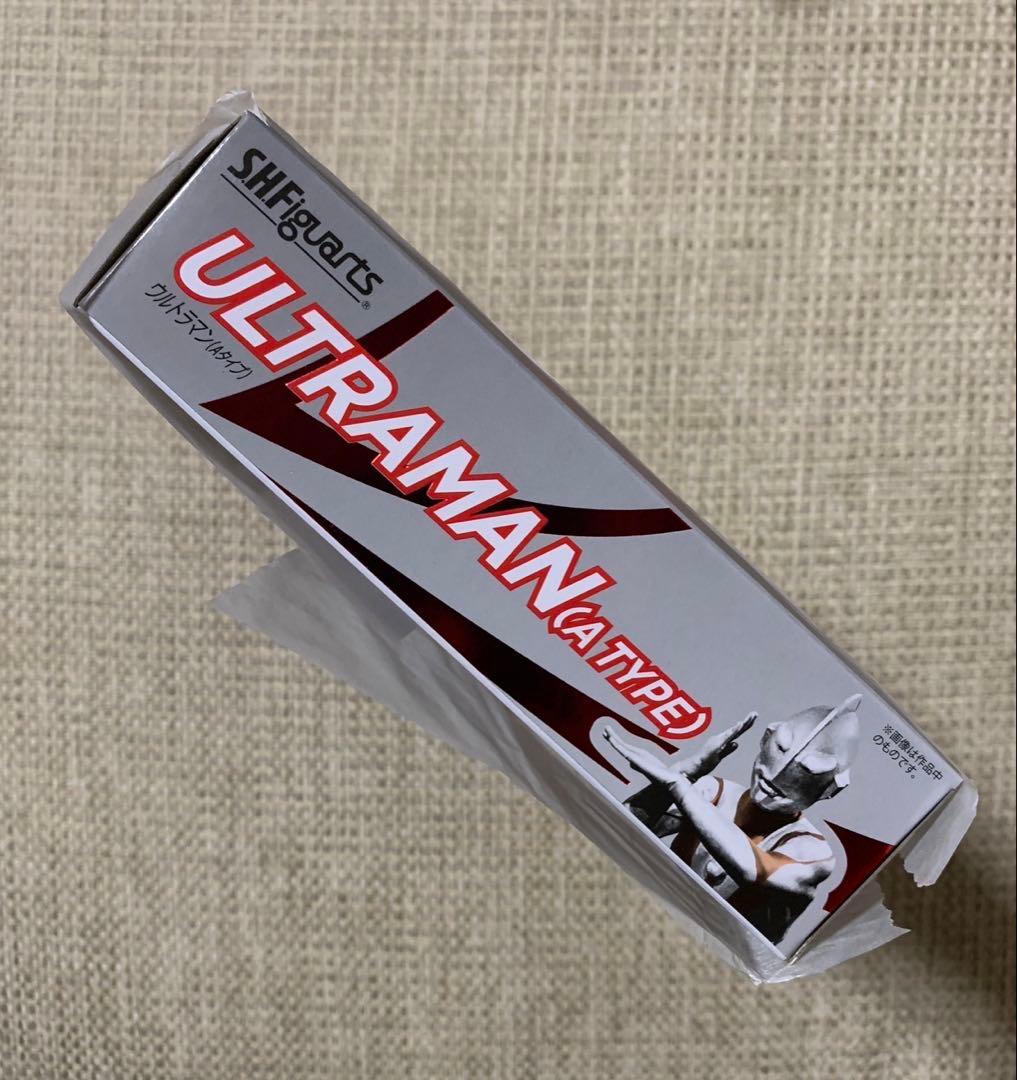 S.H.Figuarts®
ULTRAMAN(A TYPE)
ウルトラマン(Aタイプ)
※画像は作品中
のものです。